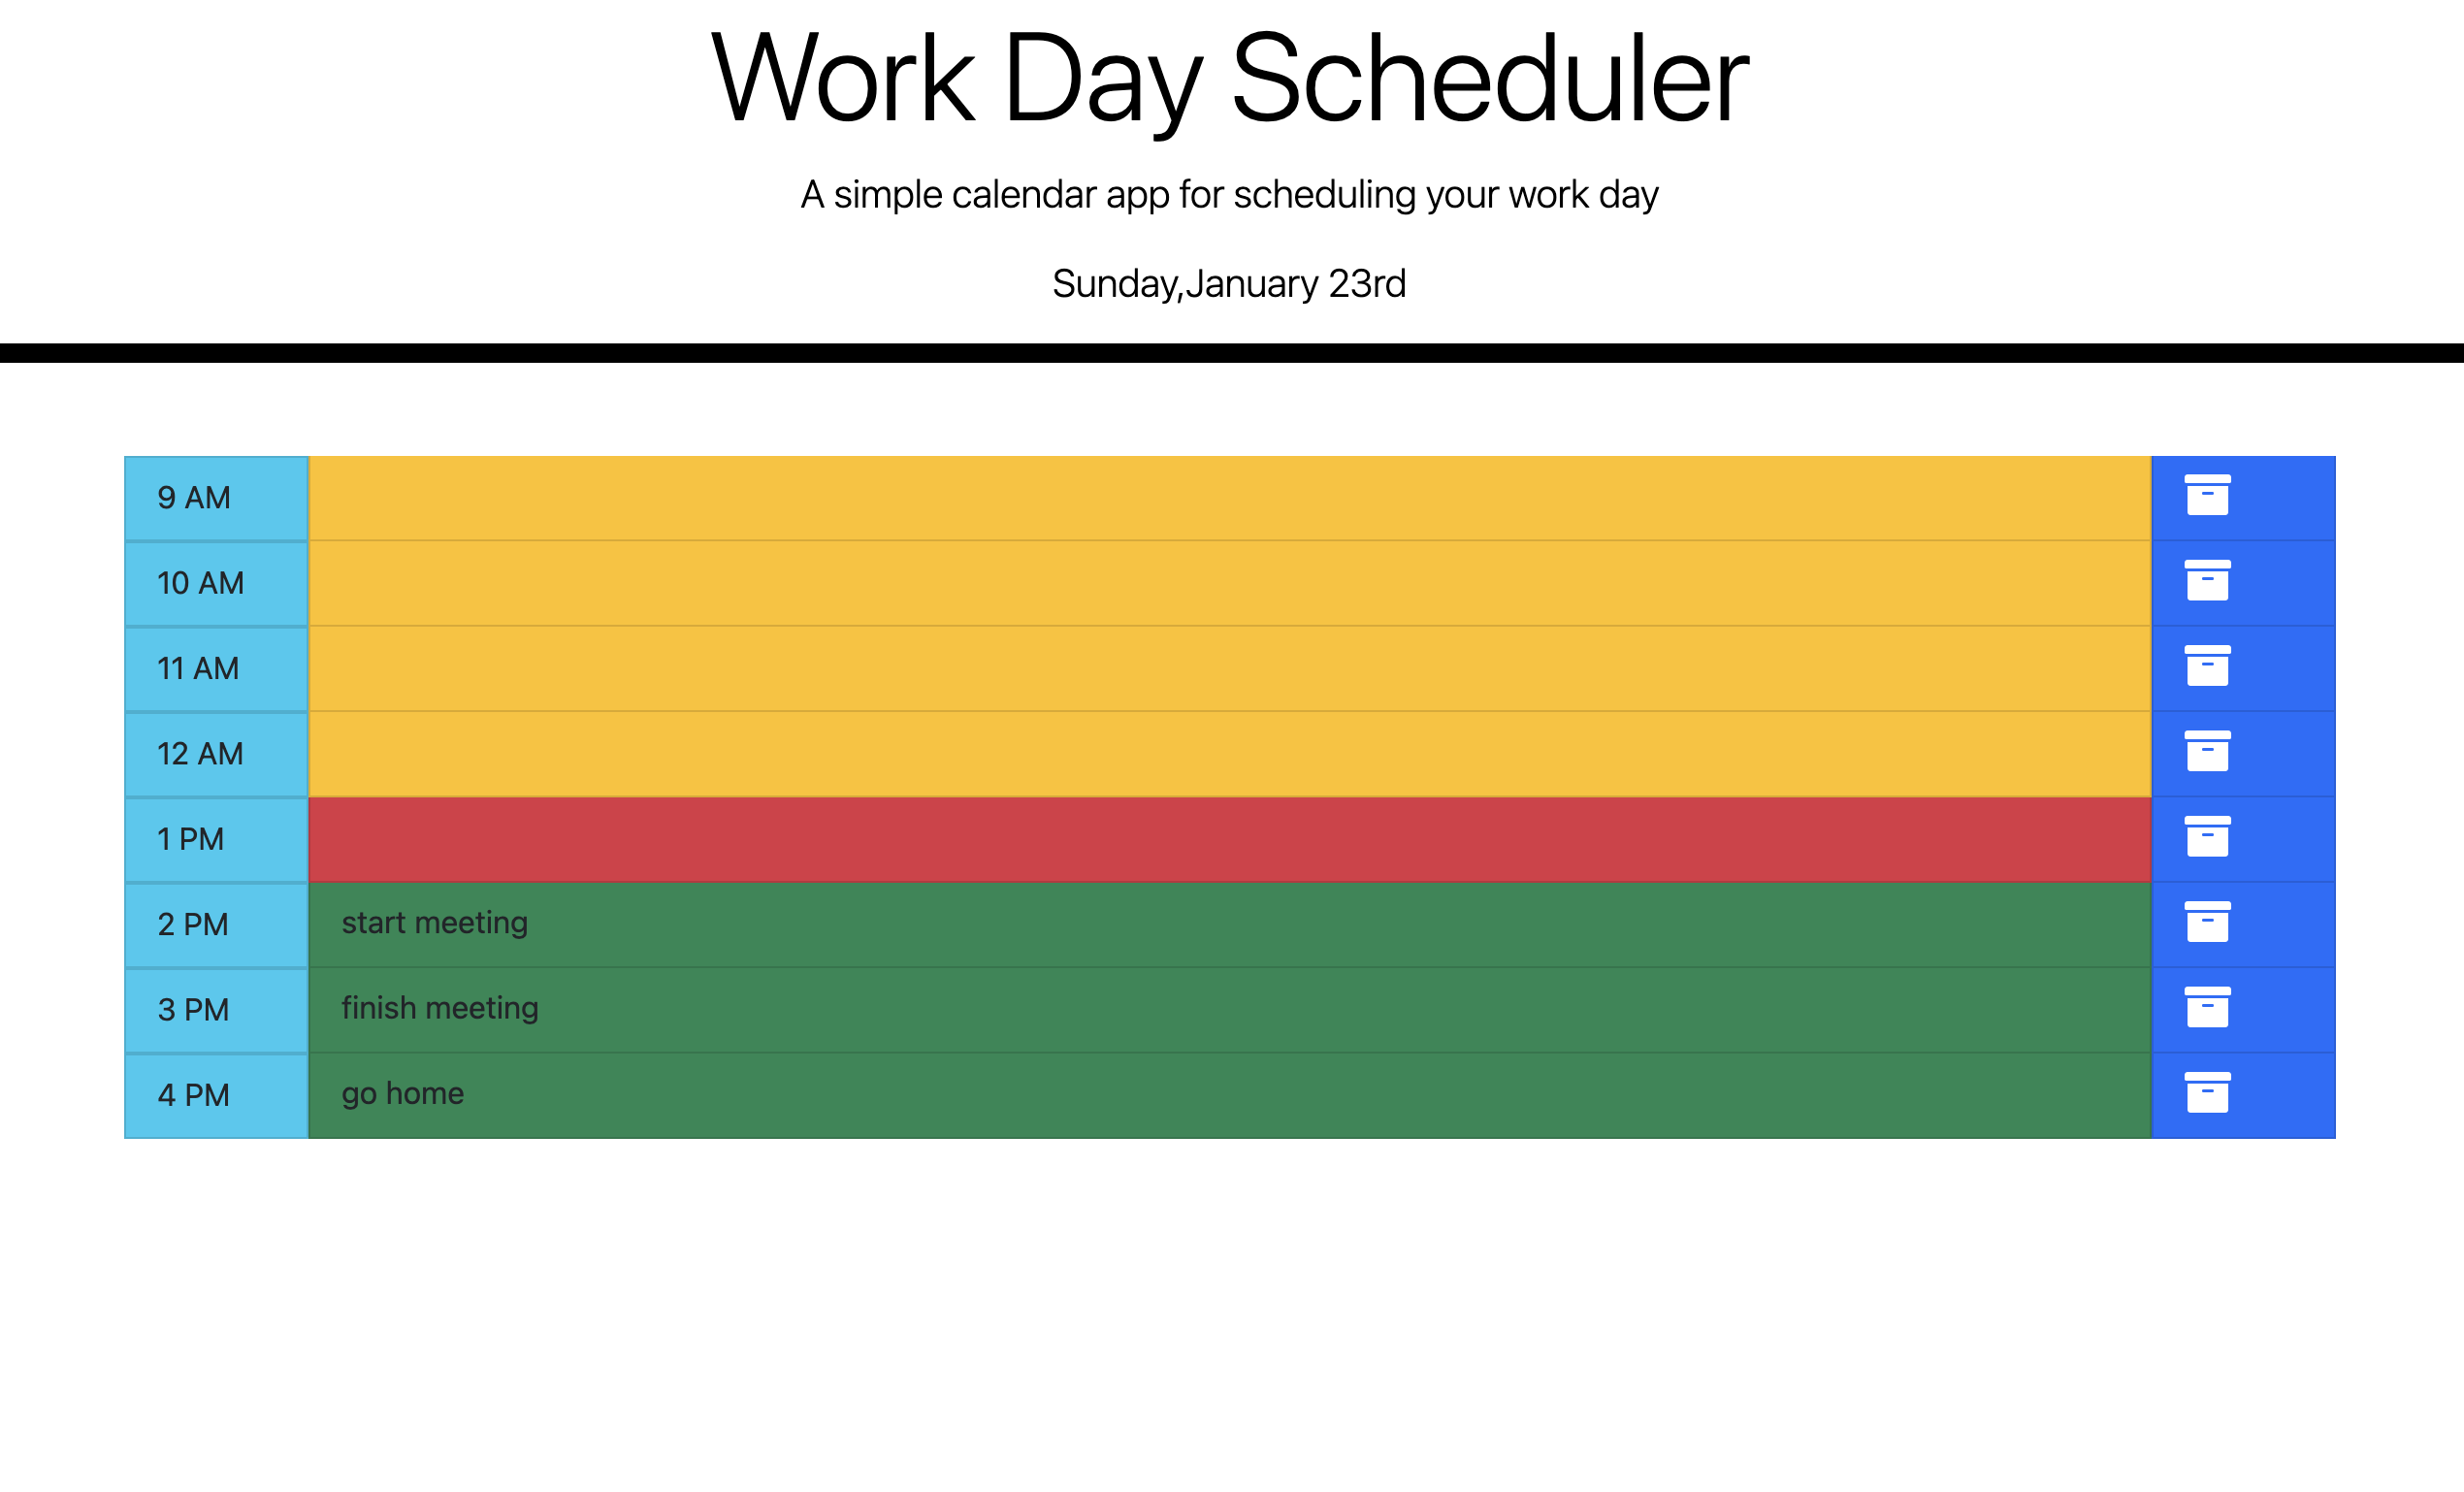 Work Day Scheduler
A simple calendar app for scheduling your work day
Sunday,January 23rd
9 AM
10 AM
11 AM
12 AM
1 PM
2 PM start meeting
3 PM finish meeting
4 PM go home